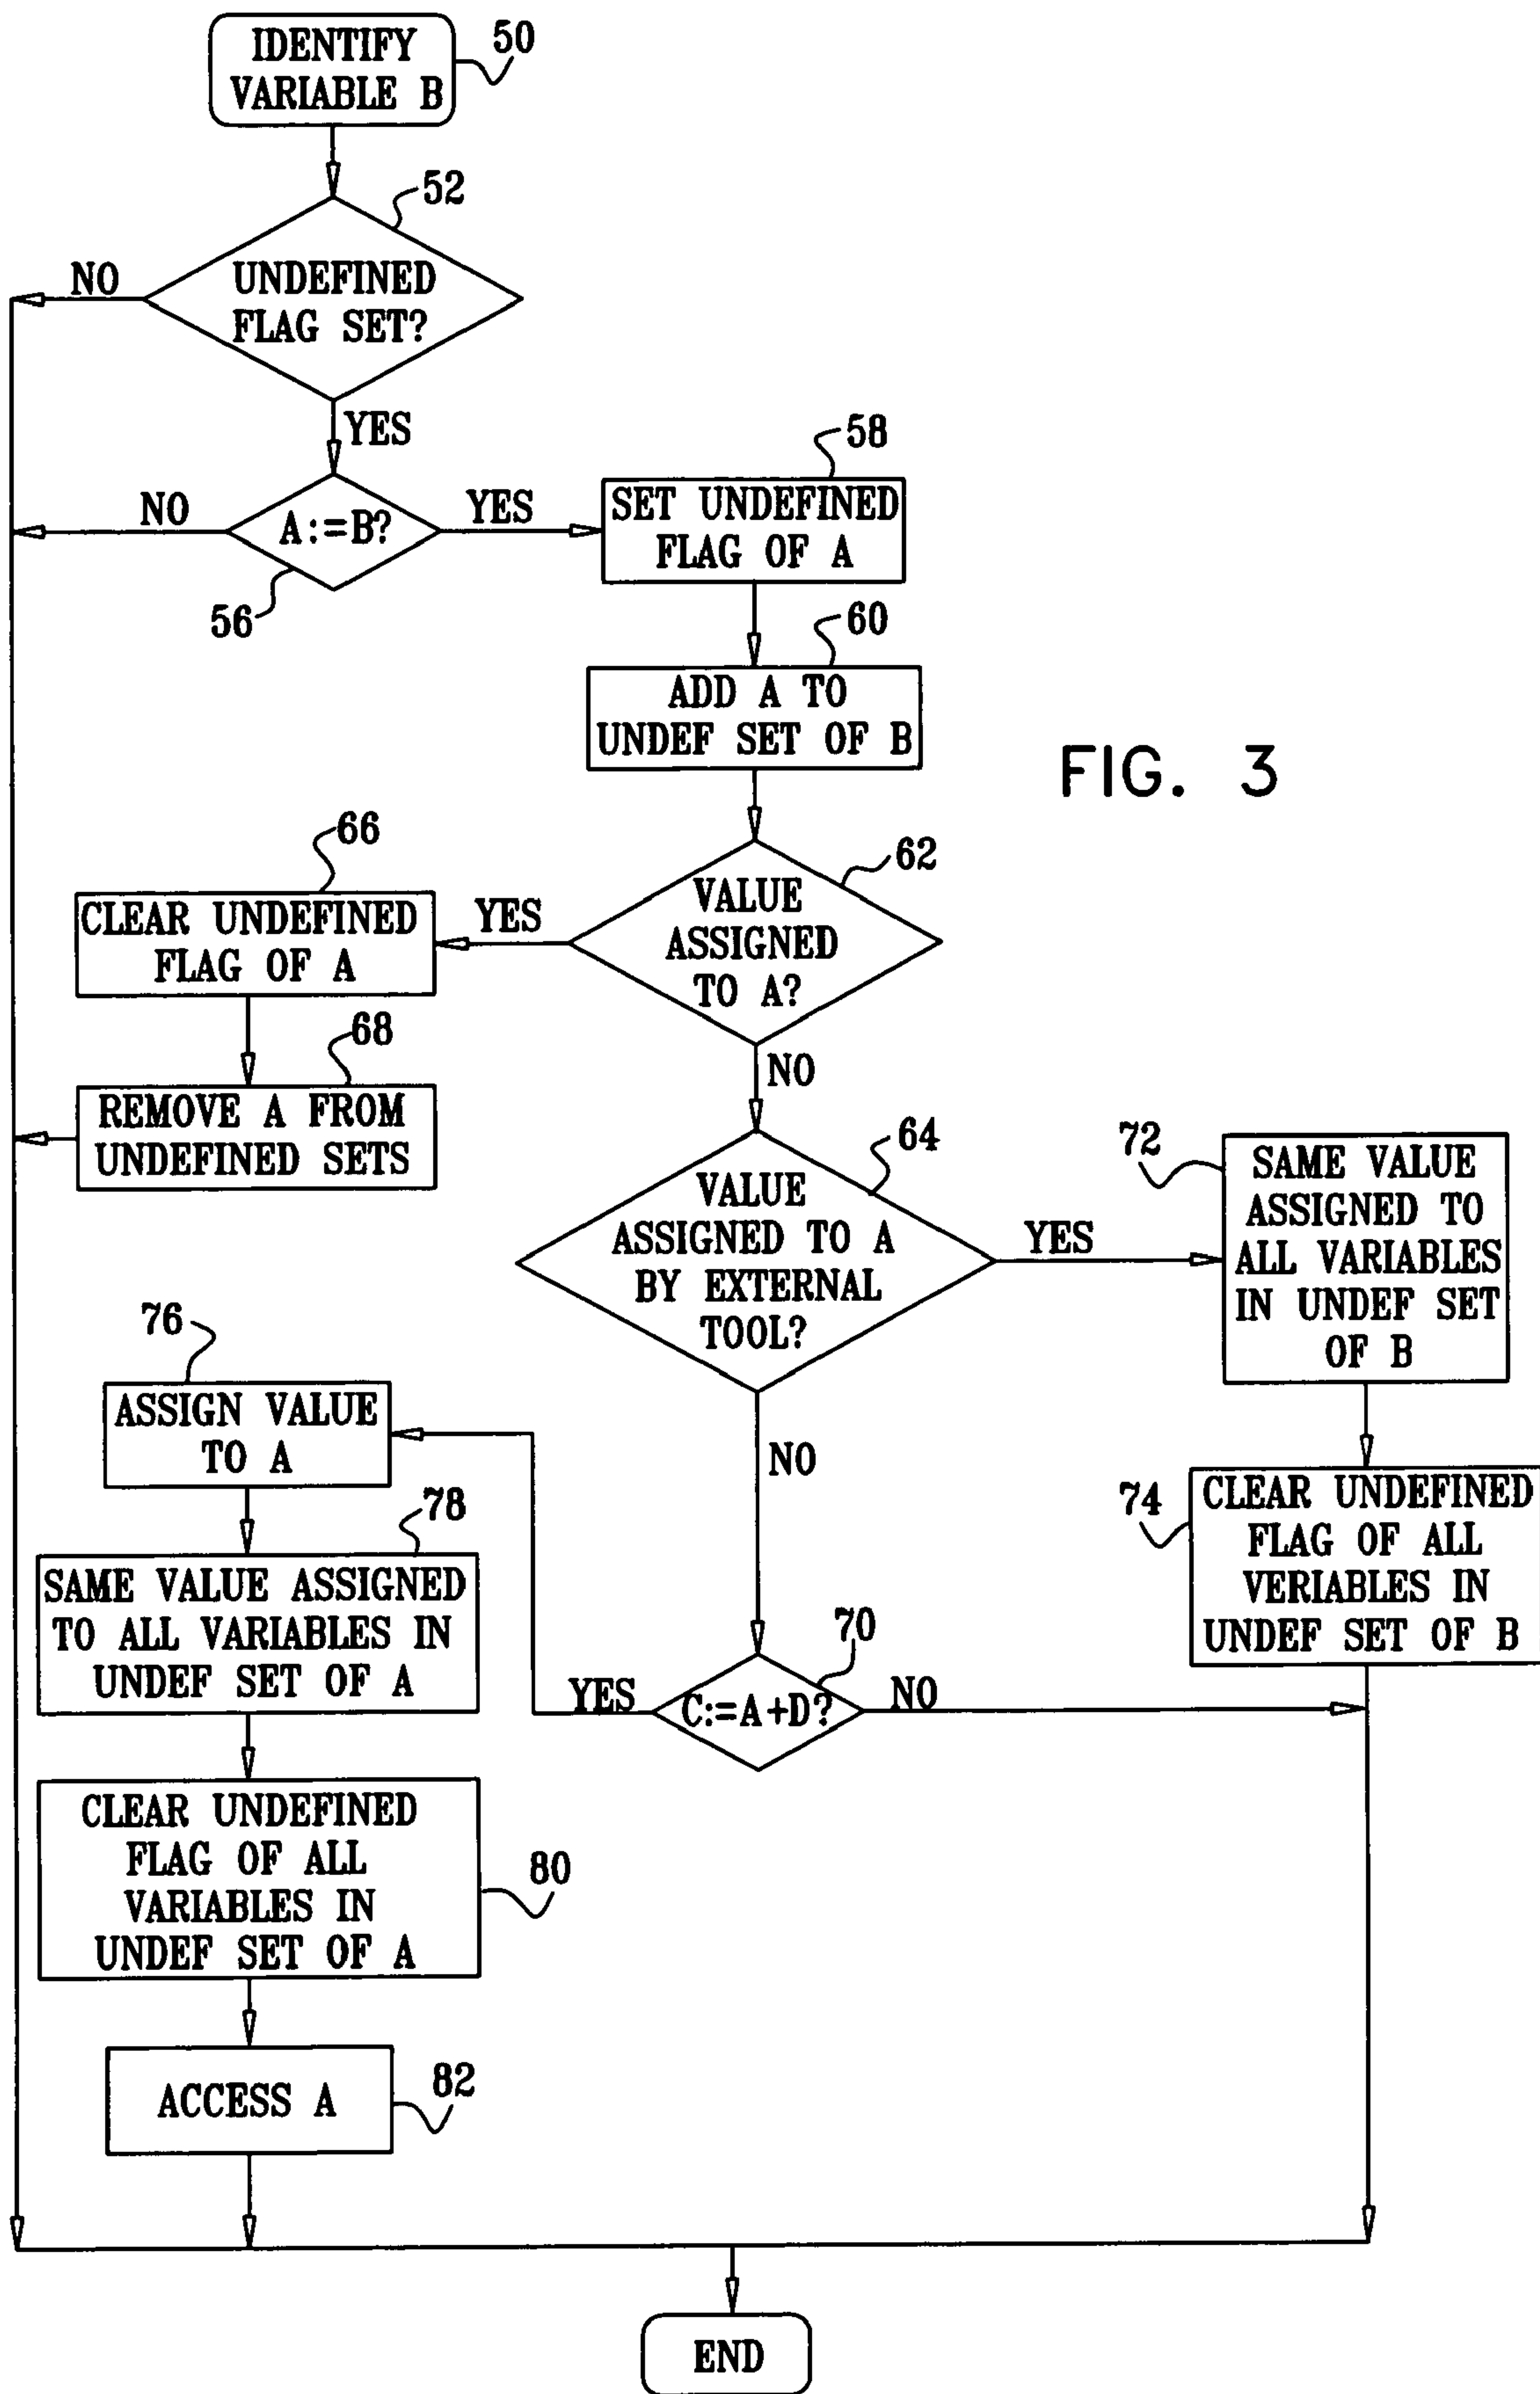 IDENTIFY
VARIABLE B
50
52
UNDEFINED
FLAG SET?
NO
YES
A:=B?
NO
YES
56
58
SET UNDEFINED
FLAG OF A
60
ADD A TO
UNDEF SET OF B
FIG. 3
62
VALUE
ASSIGNED
TO A?
YES
NO
66
CLEAR UNDEFINED
FLAG OF A
68
REMOVE A FROM
UNDEFINED SETS
64
VALUE
ASSIGNED TO A
BY EXTERNAL
TOOL?
YES
NO
72
SAME VALUE
ASSIGNED TO
ALL VARIABLES
IN UNDEF SET
OF B
74
CLEAR UNDEFINED
FLAG OF ALL
VERIABLES IN
UNDEF SET OF B
70
C:=A+D?
YES
NO
76
ASSIGN VALUE
TO A
78
SAME VALUE ASSIGNED
TO ALL VARIABLES IN
UNDEF SET OF A
80
CLEAR UNDEFINED
FLAG OF ALL
VARIABLES IN
UNDEF SET OF A
82
ACCESS A
END